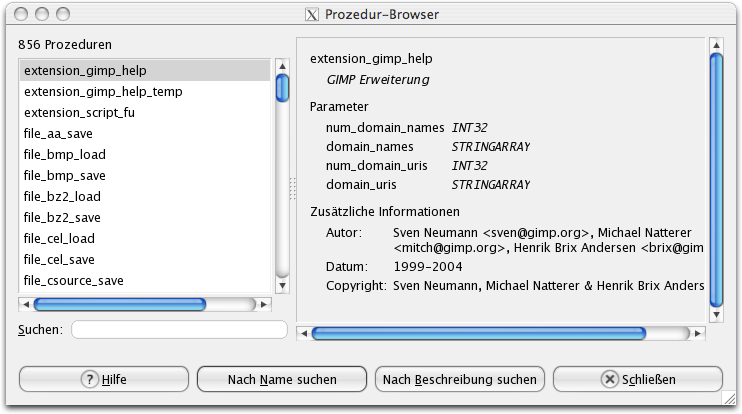 Prozedur-Browser
856 Prozeduren
extension_gimp_help
extension_gimp_help_temp
extension_script_fu
file_aa_save
file_bmp_load
file_bmp_save
file_bz2_load
file_bz2_save
file_cel_load
file_cel_save
file_csource_save
Suchen:
extension_gimp_help
GIMP Erweiterung
Parameter
num_domain_names INT32
domain_names STRINGARRAY
num_domain_uris INT32
domain_uris STRINGARRAY
Zusätzliche Informationen
Autor: Sven Neumann <sven@gimp.org>, Michael Natterer
<mitch@gimp.org>, Henrik Brix Andersen <brix@gim
Datum: 1999-2004
Copyright: Sven Neumann, Michael Natterer & Henrik Brix Anders
Hilfe
Nach Name suchen
Nach Beschreibung suchen
Schließen